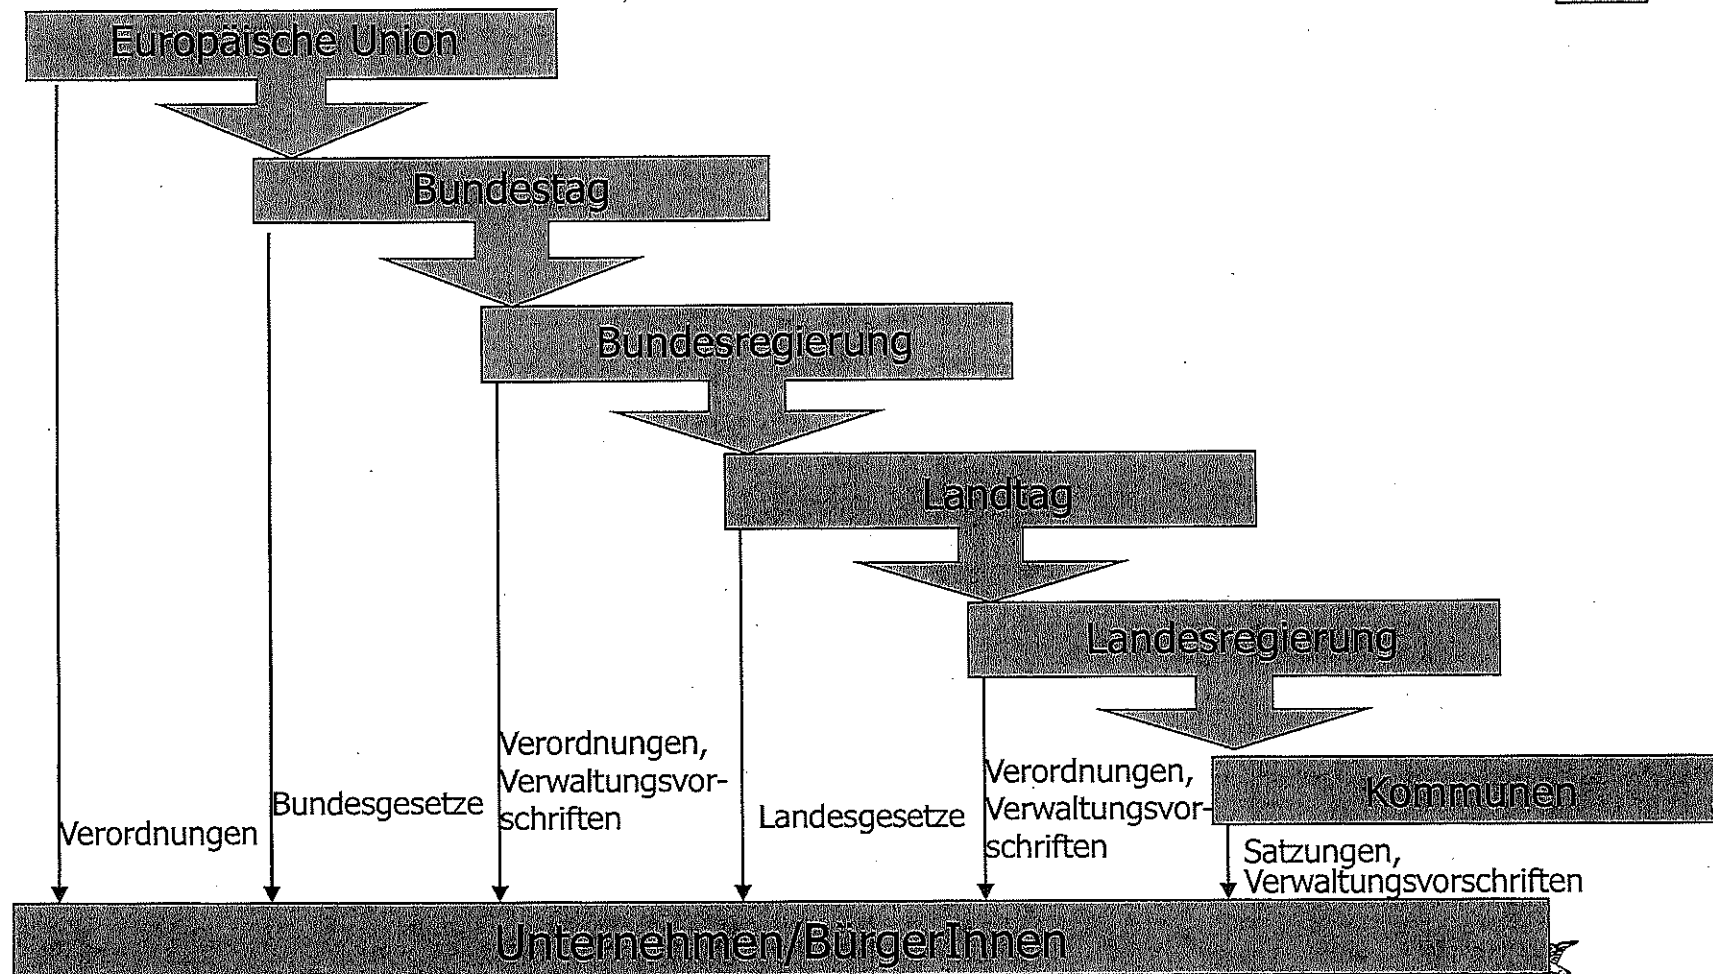 Europäische Union
Bundestag
Bundesregierung
Landtag
Landesregierung
Kommunen
Verordnungen
Bundesgesetze
Verordnungen,
Verwaltungsvor-
schriften
Landesgesetze
Verordnungen,
Verwaltungsvor-
schriften
Satzungen,
Verwaltungsvorschriften
Unternehmen/BürgerInnen